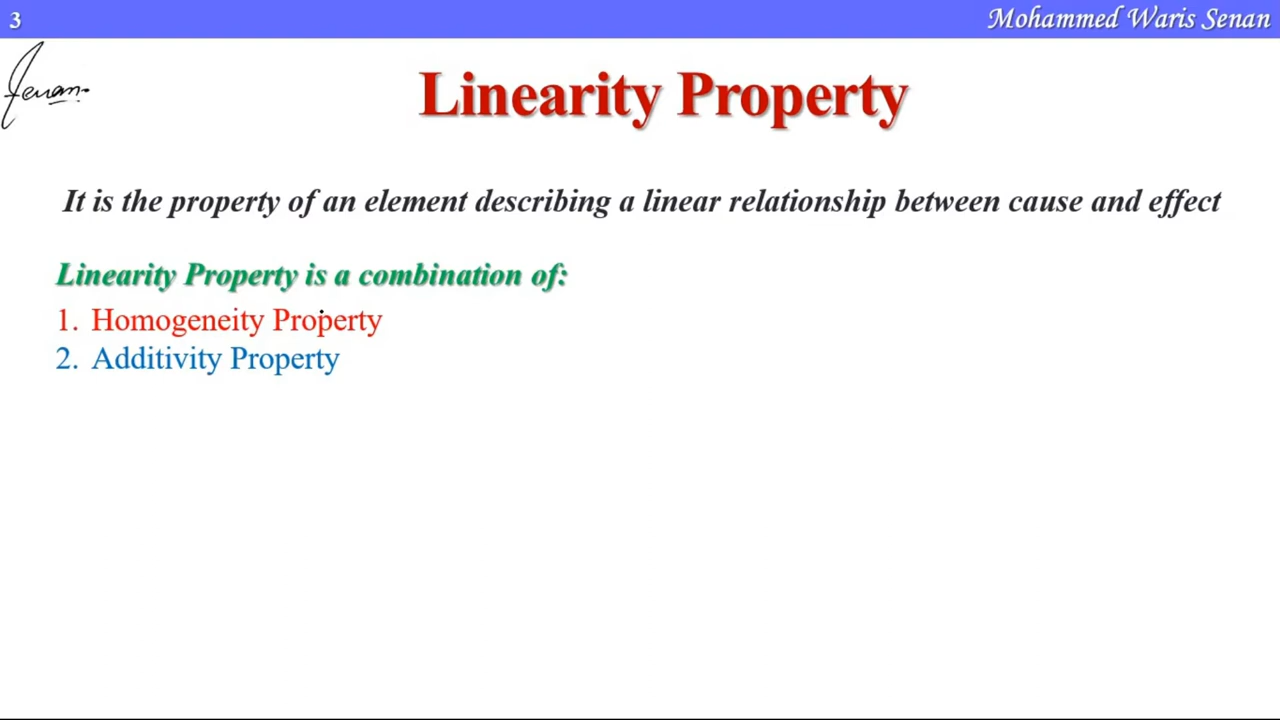 3
Mohammed Waris Senan
Senan
Linearity Property
It is the property of an element describing a linear relationship between cause and effect
Linearity Property is a combination of:
1. Homogeneity Property
2. Additivity Property